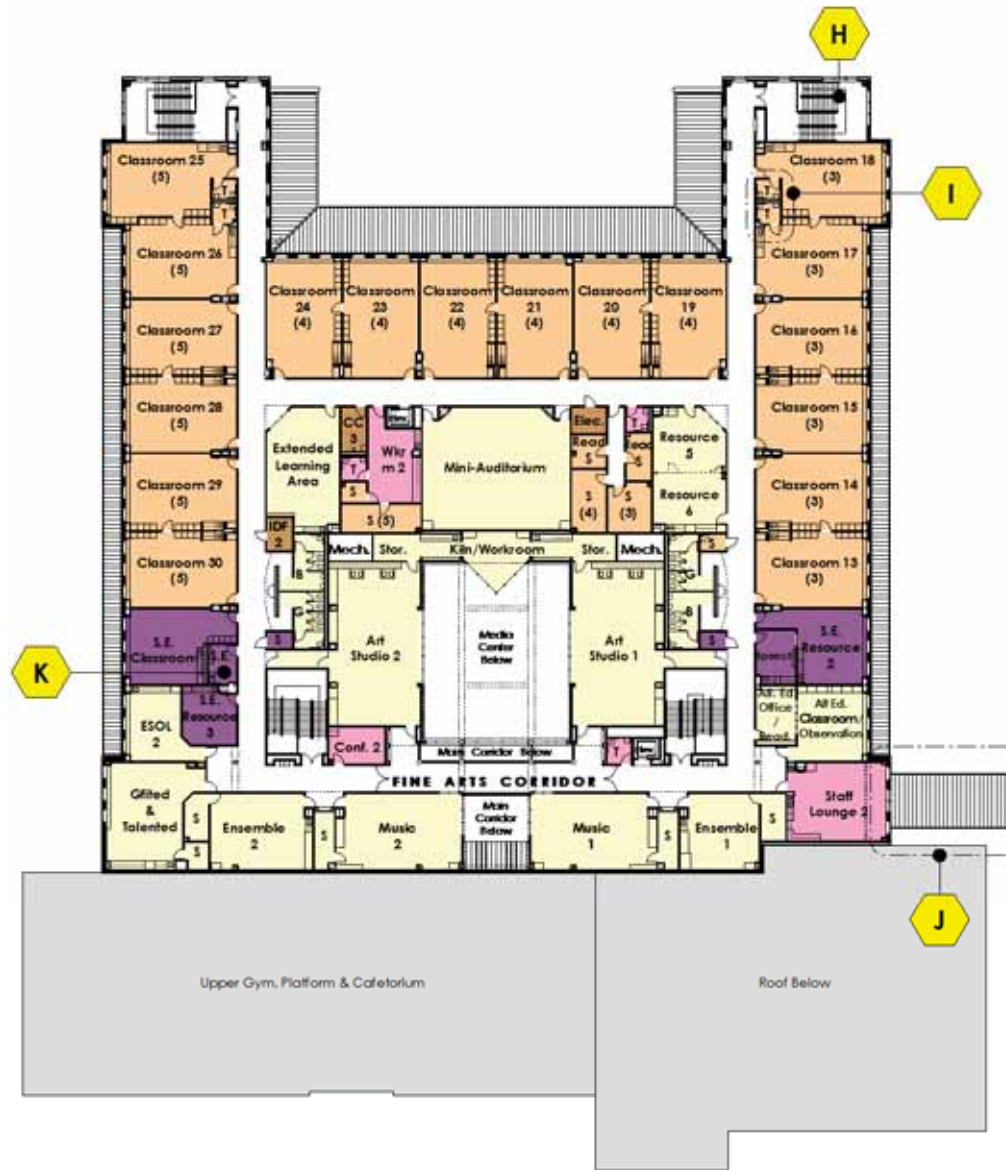 H
I
K
J
Classroom 25
(5)
T
T
Classroom 18
(3)
T
T
Classroom 26
(5)
Classroom 17
(3)
Classroom
24
(4)
Classroom
23
(4)
Classroom
22
(4)
Classroom
21
(4)
Classroom
20
(4)
Classroom
19
(4)
Classroom 27
(5)
Classroom 16
(3)
Classroom 28
(5)
Classroom 15
(3)
Extended
Learning
Area
CC
3
Wkr
m 2
T
S
S (5)
Mini-Auditorium
Elec.
Read
S
T
S
S
(4)
S
(3)
Resource
5
Resource
6
Classroom 29
(5)
Classroom 14
(3)
IDF
2
Mech.
Stor.
Kiln/Workroom
Stor.
Mech.
S
Classroom 30
(5)
Classroom 13
(3)
B
G
S
G
B
S
Art
Studio 2
Media
Center
Below
Art
Studio 1
S.E.
Classroom
S.E.
S.E.
Resource
3
S.E.
Resource
2
ESOL
2
Alt. Ed.
Office
/
Read.
Alt Ed.
Classroom/
Observation
Conf. 2
Main Corridor Below
T
FINE ARTS CORRIDOR
Gfited
&
Talented
S
S
Ensemble
2
S
Music
2
Main
Corridor
Below
Music
1
S
Ensemble
1
S
Staff
Lounge 2
Upper Gym, Platform & Cafetorium
Roof Below